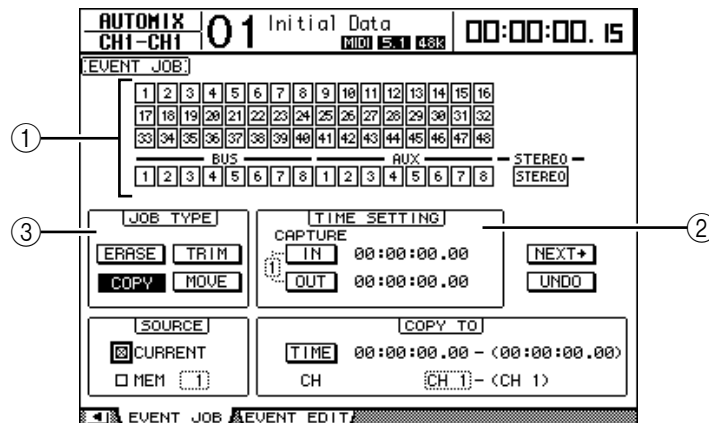 AUTOMIX
CH1-CH1
01
Initial Data
MIDI 5.1 48k
00:00:00. 15
EVENT JOB
1 2 3 4 5 6 7 8 9 10 11 12 13 14 15 16
17 18 19 20 21 22 23 24 25 26 27 28 29 30 31 32
33 34 35 36 37 38 39 40 41 42 43 44 45 46 47 48
BUS AUX STEREO
1 2 3 4 5 6 7 8 1 2 3 4 5 6 7 8 STEREO
1
3
2
JOB TYPE
ERASE TRIM
COPY MOVE
TIME SETTING
CAPTURE
1
IN 00:00:00.00
OUT 00:00:00.00
NEXT→
UNDO
SOURCE
CURRENT
MEM 1
COPY TO
TIME 00:00:00.00 - (00:00:00.00)
CH CH 1 - (CH 1)
EVENT JOB EVENT EDIT